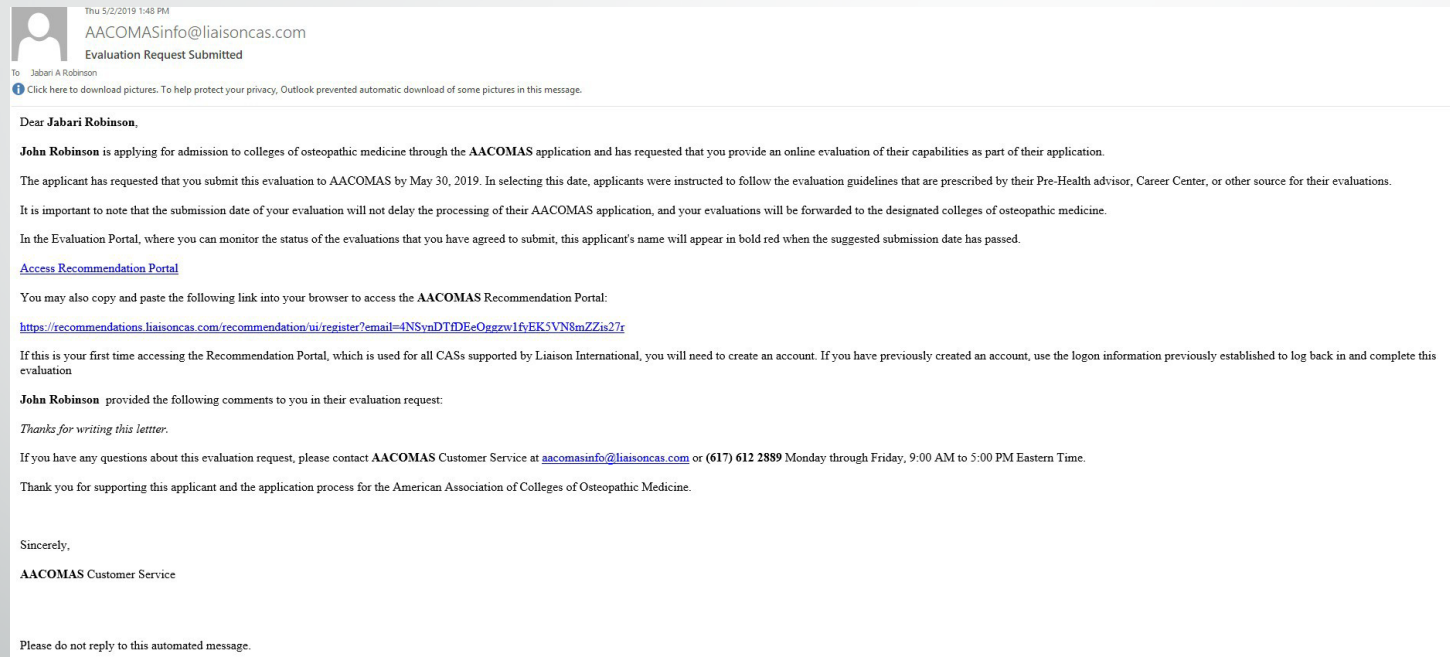 Thu 5/2/2019 1:48 PM
AACOMASinfo@liaisoncas.com
Evaluation Request Submitted
To Jabari A Robinson
Click here to download pictures. To help protect your privacy, Outlook prevented automatic download of some pictures in this message.
Dear Jabari Robinson,
John Robinson is applying for admission to colleges of osteopathic medicine through the AACOMAS application and has requested that you provide an online evaluation of their capabilities as part of their application.
The applicant has requested that you submit this evaluation to AACOMAS by May 30, 2019. In selecting this date, applicants were instructed to follow the evaluation guidelines that are prescribed by their Pre-Health advisor, Career Center, or other source for their evaluations.
It is important to note that the submission date of your evaluation will not delay the processing of their AACOMAS application, and your evaluations will be forwarded to the designated colleges of osteopathic medicine.
In the Evaluation Portal, where you can monitor the status of the evaluations that you have agreed to submit, this applicant's name will appear in bold red when the suggested submission date has passed.
Access Recommendation Portal
You may also copy and paste the following link into your browser to access the AACOMAS Recommendation Portal:
https://recommendations.liaisoncas.com/recommendation/ui/register?email=4NSynDTfDEeOggzw1fyEK5VN8mZZis27r
If this is your first time accessing the Recommendation Portal, which is used for all CASs supported by Liaison International, you will need to create an account. If you have previously created an account, use the logon information previously established to log back in and complete this
evaluation
John Robinson provided the following comments to you in their evaluation request:
Thanks for writing this lettter.
If you have any questions about this evaluation request, please contact AACOMAS Customer Service at aacomasinfo@liaisoncas.com or (617) 612 2889 Monday through Friday, 9:00 AM to 5:00 PM Eastern Time.
Thank you for supporting this applicant and the application process for the American Association of Colleges of Osteopathic Medicine.
Sincerely,
AACOMAS Customer Service
Please do not reply to this automated message.